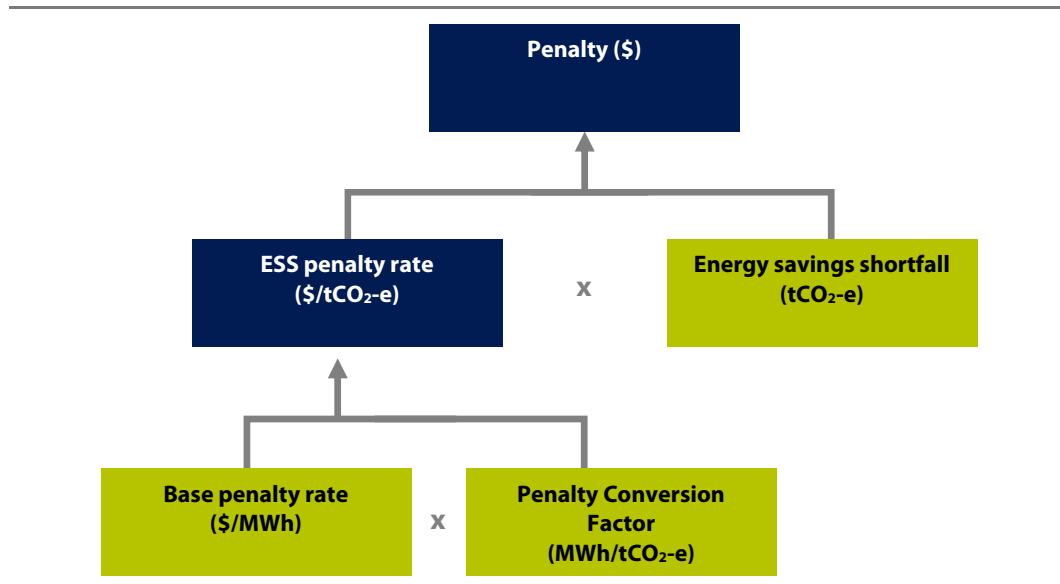 Penalty ($)
ESS penalty rate
($/tCO₂-e)
x
Energy savings shortfall
(tCO₂-e)
Base penalty rate
($/MWh)
x
Penalty Conversion
Factor
(MWh/tCO₂-e)